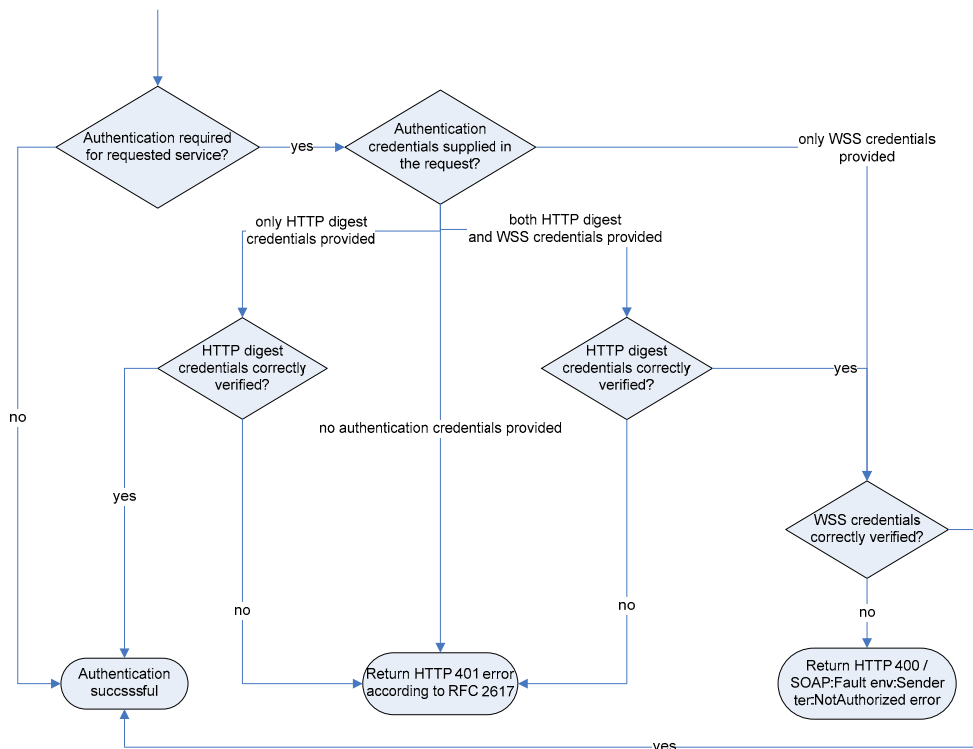 Authentication required
for requested service?
yes
Authentication
credentials supplied in
the request?
only WSS credentials
provided
only HTTP digest
credentials provided
both HTTP digest
and WSS credentials provided
HTTP digest
credentials correctly
verified?
HTTP digest
credentials correctly
verified?
yes
no
no authentication credentials provided
yes
WSS credentials
correctly verified?
no
no
no
Authentication
succsssful
Return HTTP 401 error
according to RFC 2617
Return HTTP 400 /
SOAP:Fault env:Sender
ter:NotAuthorized error
yes